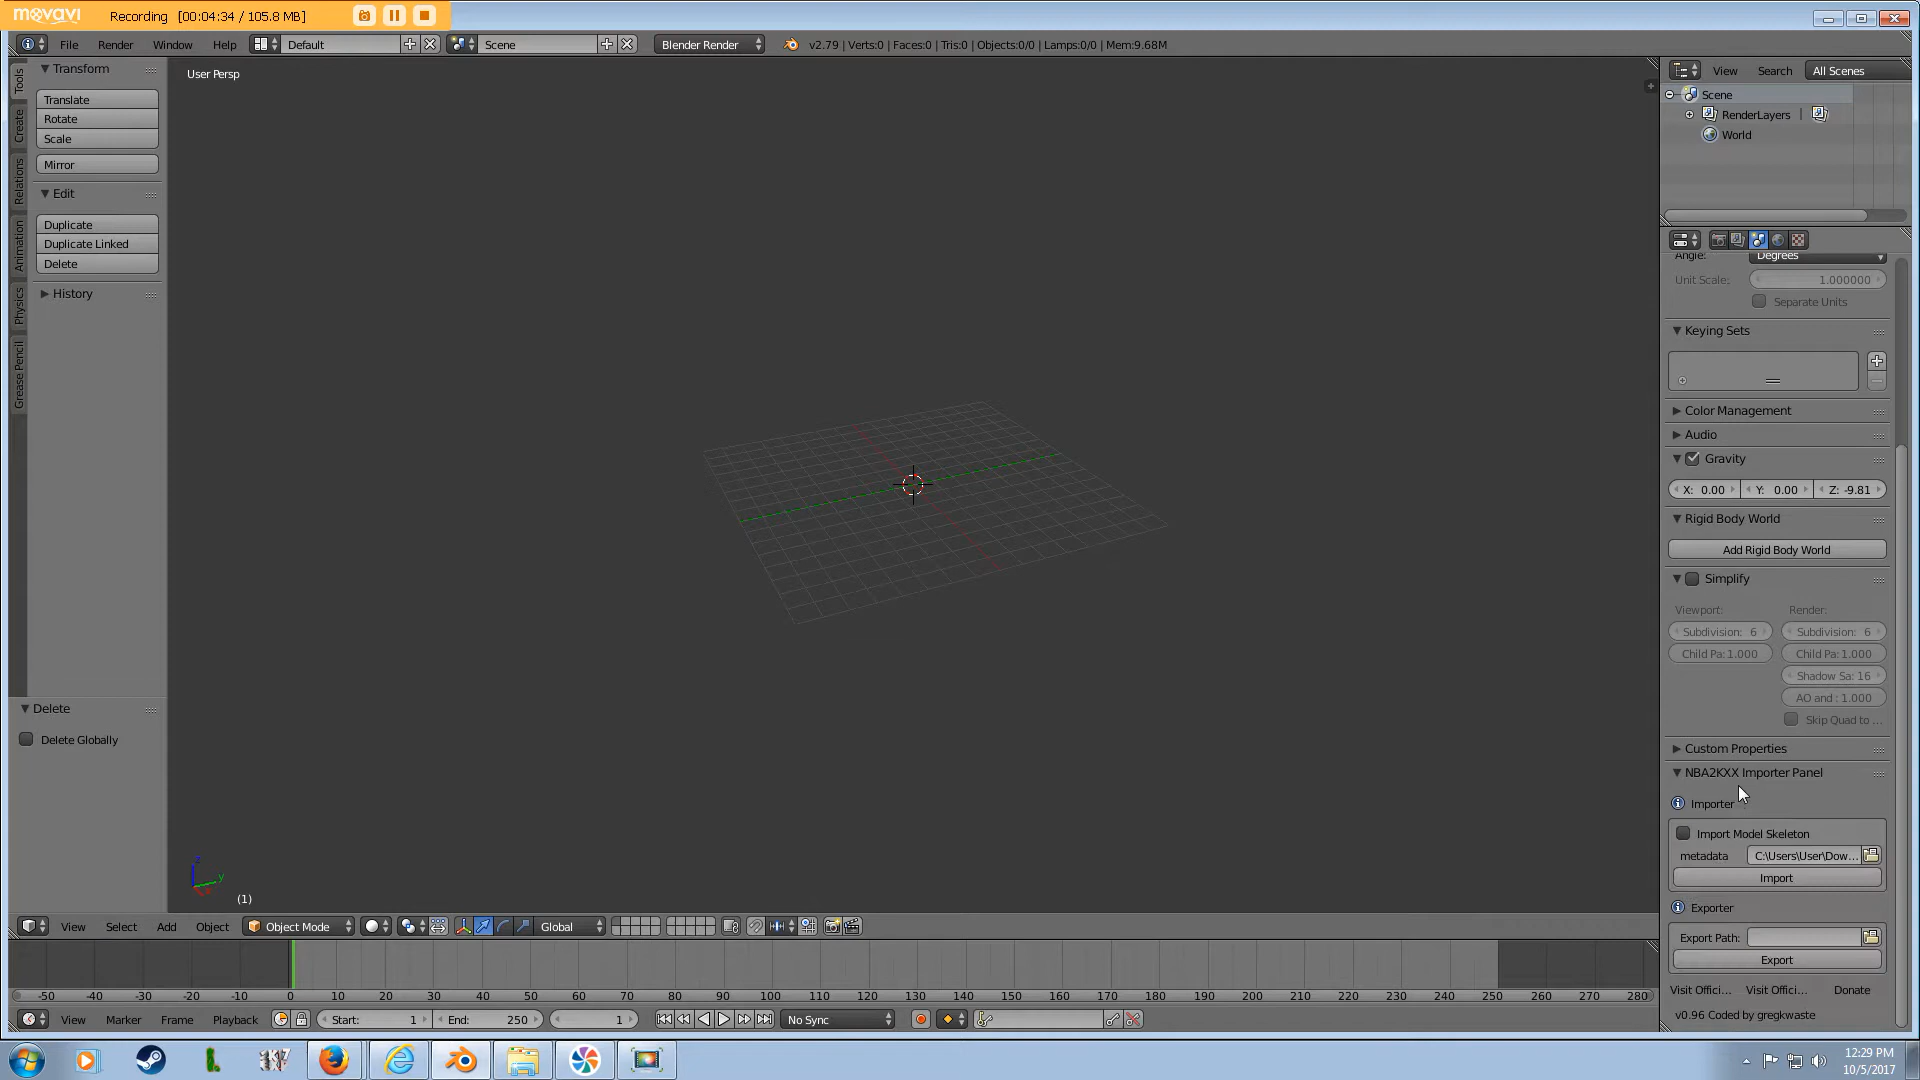 movavi Recording [00:04:34 / 105.8 MB]
File Render Window Help Default Scene Blender Render v2.79 | Verts:0 | Faces:0 | Tris:0 | Objects:0/0 | Lamps:0/0 | Mem:9.68M
Tools
Create
Relations
Animation
Physics
Grease Pencil
Transform
Translate
Rotate
Scale
Mirror
Edit
Duplicate
Duplicate Linked
Delete
History
Delete
Delete Globally
User Persp
z
y
(1)
View Search All Scenes
Scene
RenderLayers
World
Angle: Degrees
Unit Scale: 1.000000
Separate Units
Keying Sets
Color Management
Audio
Gravity
X: 0.00 Y: 0.00 Z: -9.81
Rigid Body World
Add Rigid Body World
Simplify
Viewport: Render:
Subdivision: 6 Subdivision: 6
Child Pa: 1.000 Child Pa: 1.000
Shadow Sa: 16
AO and : 1.000
Skip Quad to ...
Custom Properties
NBA2KXX Importer Panel
Importer
Import Model Skeleton
metadata C:\Users\User\Dow...
Import
Exporter
Export Path:
Export
Visit Offici... Visit Offici... Donate
v0.96 Coded by gregkwaste
View Select Add Object Object Mode Global
-50 -40 -30 -20 -10 0 10 20 30 40 50 60 70 80 90 100 110 120 130 140 150 160 170 180 190 200 210 220 230 240 250 260 270 280
View Marker Frame Playback Start: 1 End: 250 1 No Sync
12:29 PM
10/5/2017